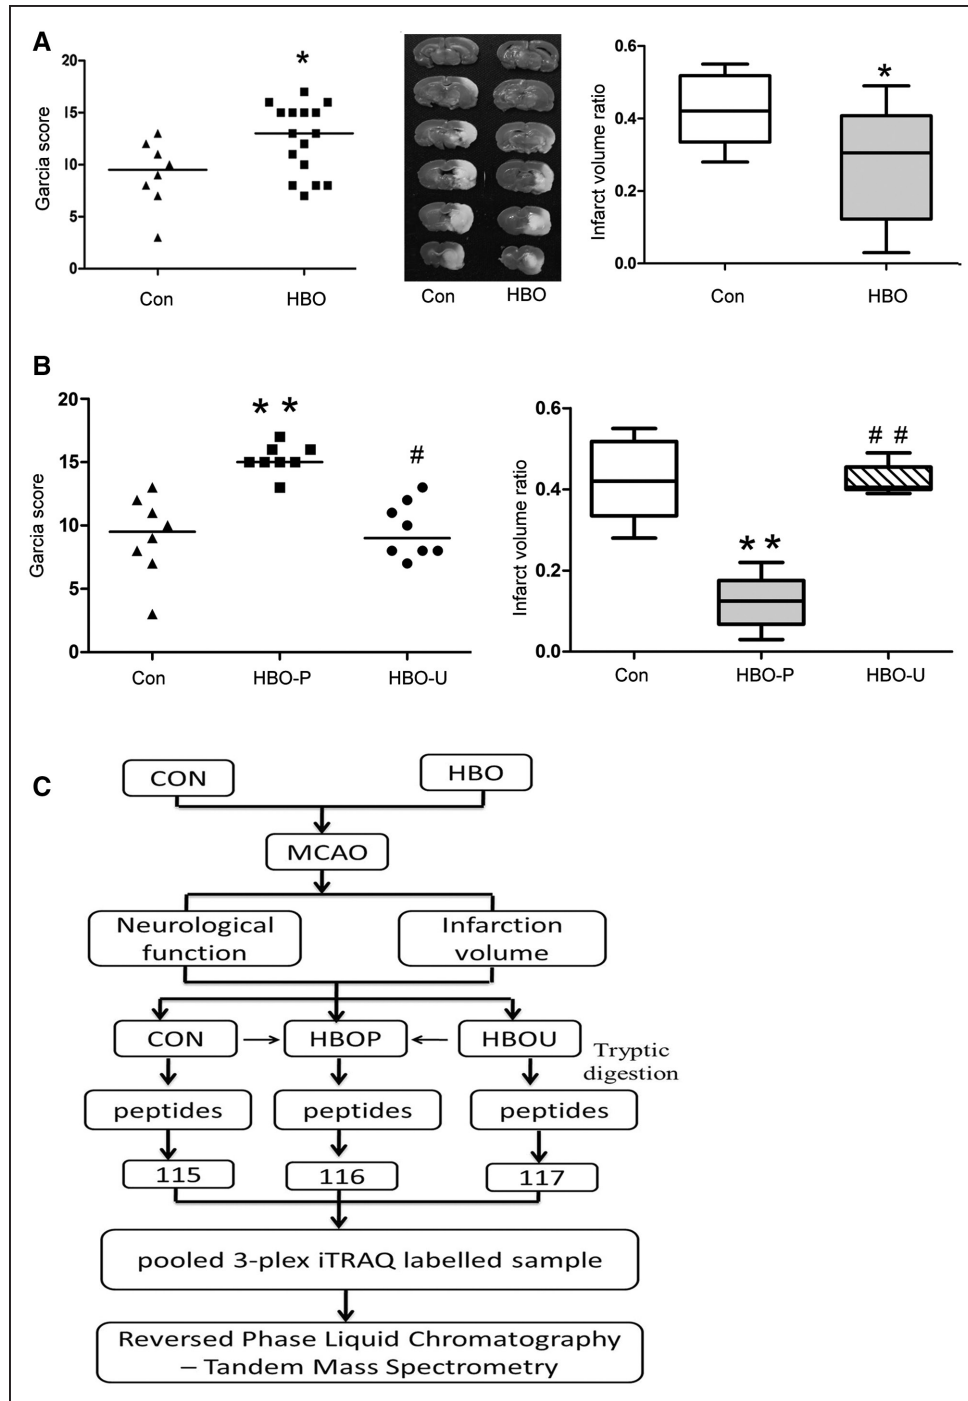 A
Garcia score
20
15
10
5
0
*
Con
HBO
Con
HBO
Infarct volume ratio
0.6
0.4
0.2
0.0
*
Con
HBO
B
Garcia score
20
15
10
5
0
* *
#
Con
HBO-P
HBO-U
Infarct volume ratio
0.6
0.4
0.2
0.0
* *
# #
Con
HBO-P
HBO-U
C
CON
HBO
MCAO
Neurological
function
Infarction
volume
CON
HBOP
HBOU
Tryptic
digestion
peptides
peptides
peptides
115
116
117
pooled 3-plex iTRAQ labelled sample
Reversed Phase Liquid Chromatography
– Tandem Mass Spectrometry